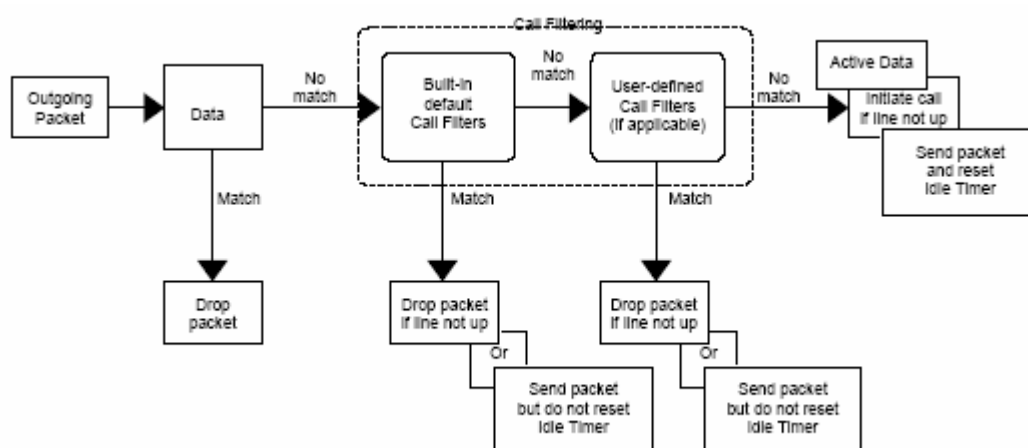 Call Filtering
Outgoing
Packet
Data
No
match
Built-in
default
Call Filters
No
match
User-defined
Call Filters
(if applicable)
No
match
Active Data
Initiate call
if line not up
Send packet
and reset
Idle Timer
Match
Match
Match
Drop
packet
Drop packet
if line not up
Or
Send packet
but do not reset
Idle Timer
Drop packet
if line not up
Or
Send packet
but do not reset
Idle Timer